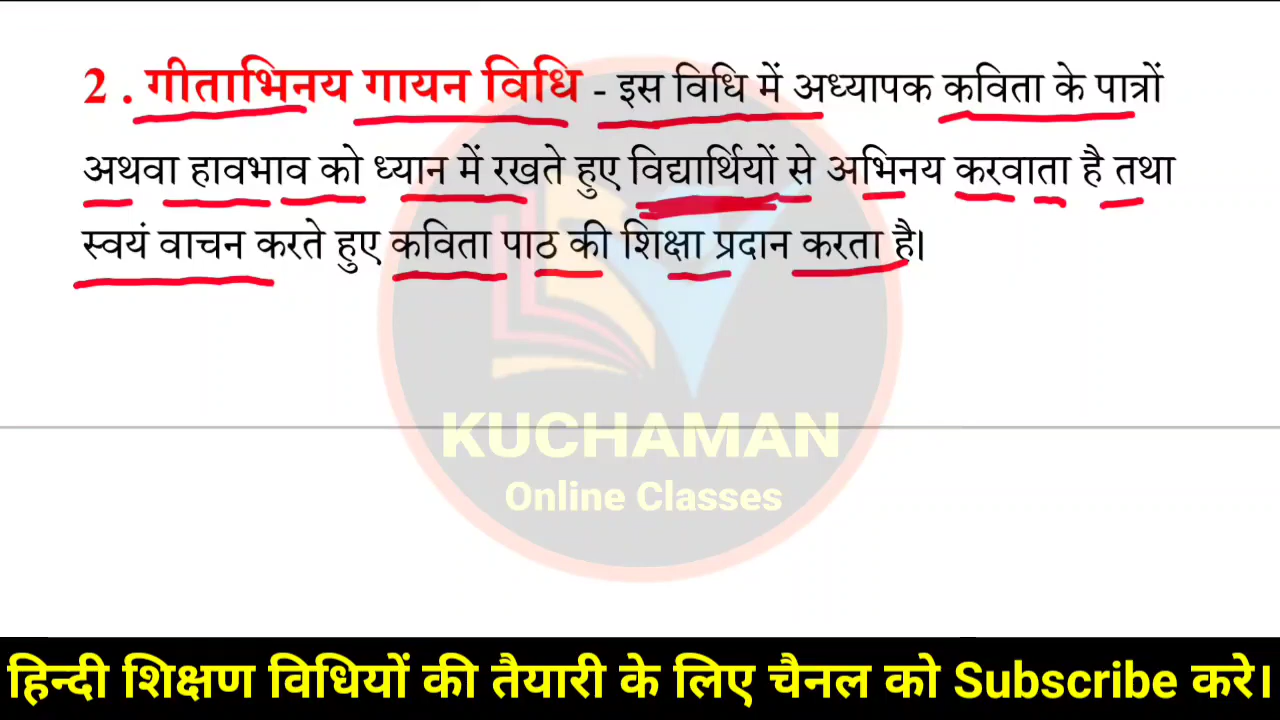 2 . गीताभिनय गायन विधि - इस विधि में अध्यापक कविता के पात्रों
अथवा हावभाव को ध्यान में रखते हुए विद्यार्थियों से अभिनय करवाता है तथा
स्वयं वाचन करते हुए कविता पाठ की शिक्षा प्रदान करता है।
KUCHAMAN
Online Classes
हिन्दी शिक्षण विधियों की तैयारी के लिए चैनल को Subscribe करे।